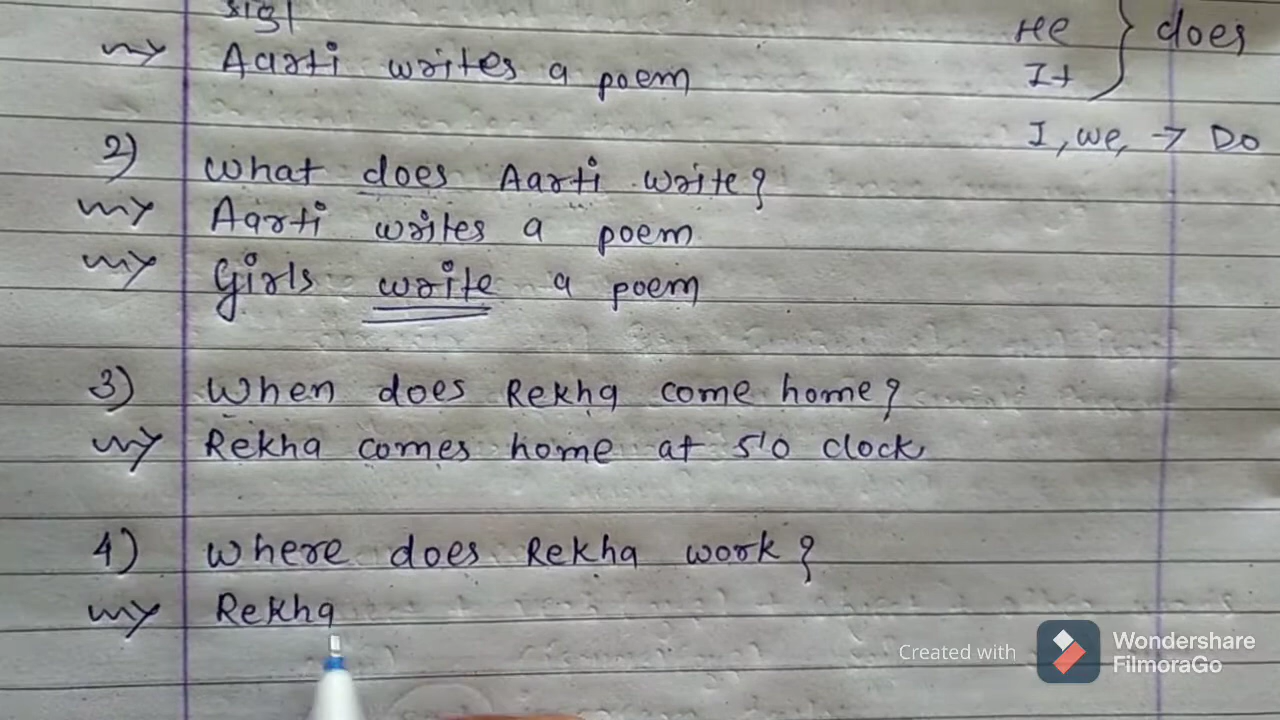 He
Aarti writes a poem
It
does
I, we, → Do
2) What does Aarti write?
Aarti writes a poem
Girls write a poem
3) When does Rekha come home?
Rekha comes home at 5'0 clock
4) Where does Rekha work?
Rekha
Created with Wondershare FilmoraGo